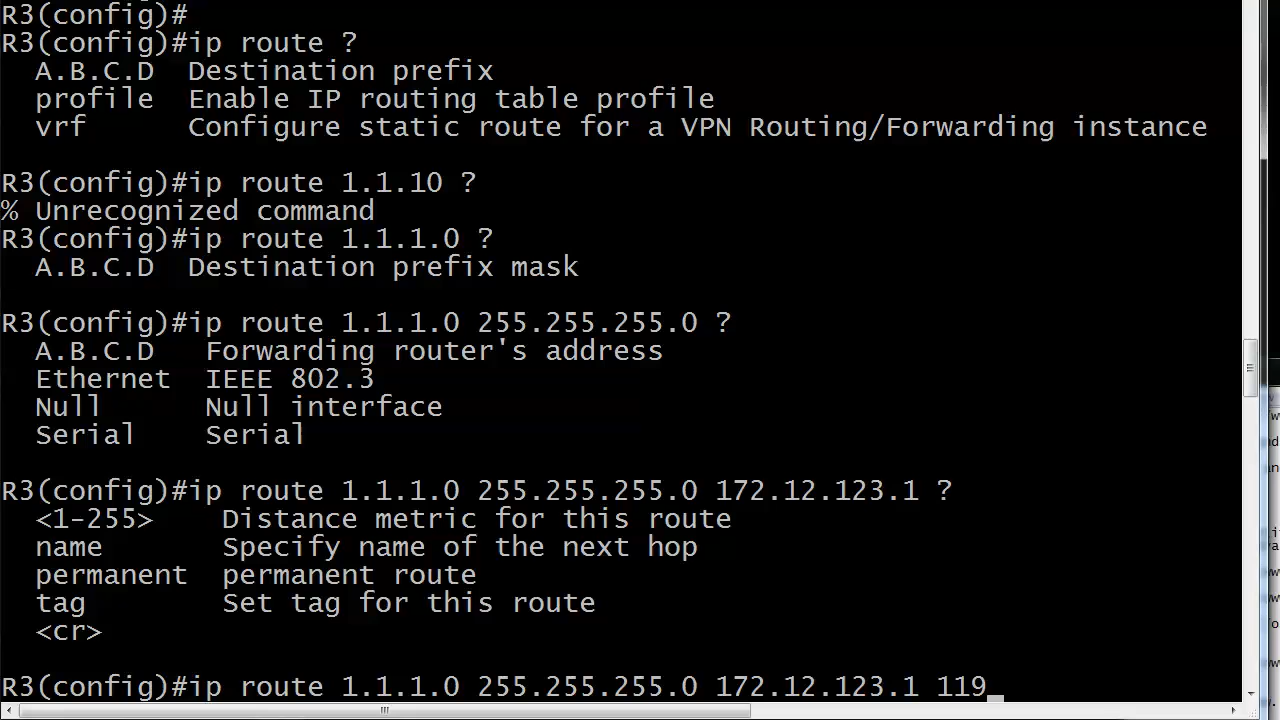 R3(config)#
R3(config)#ip route ?
A.B.C.D Destination prefix
profile Enable IP routing table profile
vrf Configure static route for a VPN Routing/Forwarding instance
R3(config)#ip route 1.1.10 ?
% Unrecognized command
R3(config)#ip route 1.1.1.0 ?
A.B.C.D Destination prefix mask
R3(config)#ip route 1.1.1.0 255.255.255.0 ?
A.B.C.D Forwarding router's address
Ethernet IEEE 802.3
Null Null interface
Serial Serial
R3(config)#ip route 1.1.1.0 255.255.255.0 172.12.123.1 ?
<1-255> Distance metric for this route
name Specify name of the next hop
permanent permanent route
tag Set tag for this route
<cr>
R3(config)#ip route 1.1.1.0 255.255.255.0 172.12.123.1 119